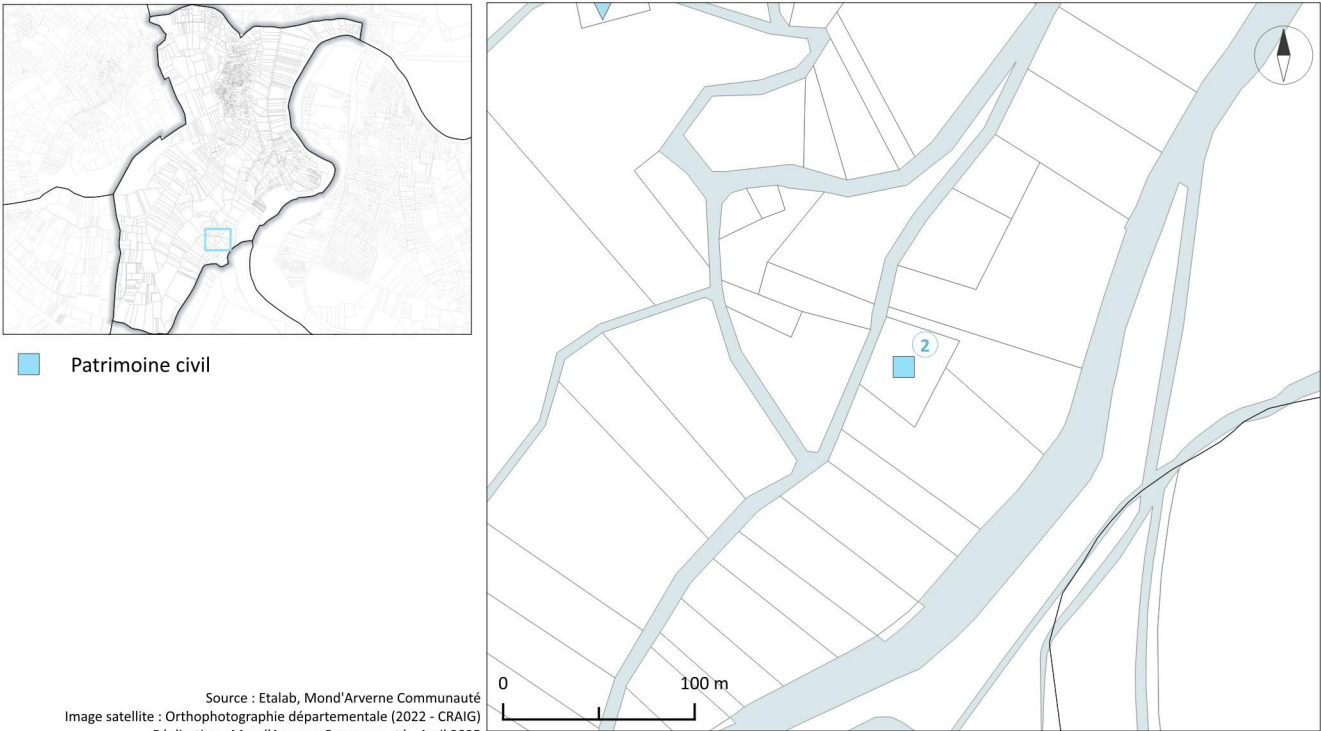 Patrimoine civil
2
0 100 m
Source : Etalab, Mond'Arverne Communauté
Image satellite : Orthophotographie départementale (2022 - CRAIG)